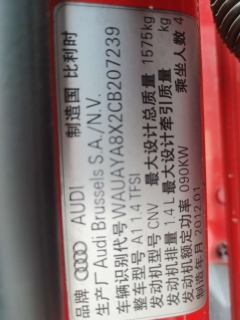 品牌 AUDI 制造国 比利时
生产厂 Audi Brussels S.A./N.V.
车辆识别代号 WAUAYA8X2CB207239
整车型号 A1 1.4 TFSI
发动机型号 CNV 最大设计总质量 1575kg
发动机排量 1.4 L 最大设计牵引质量 kg
发动机额定功率 090KW 乘坐人数 4
制造年月 2012.01